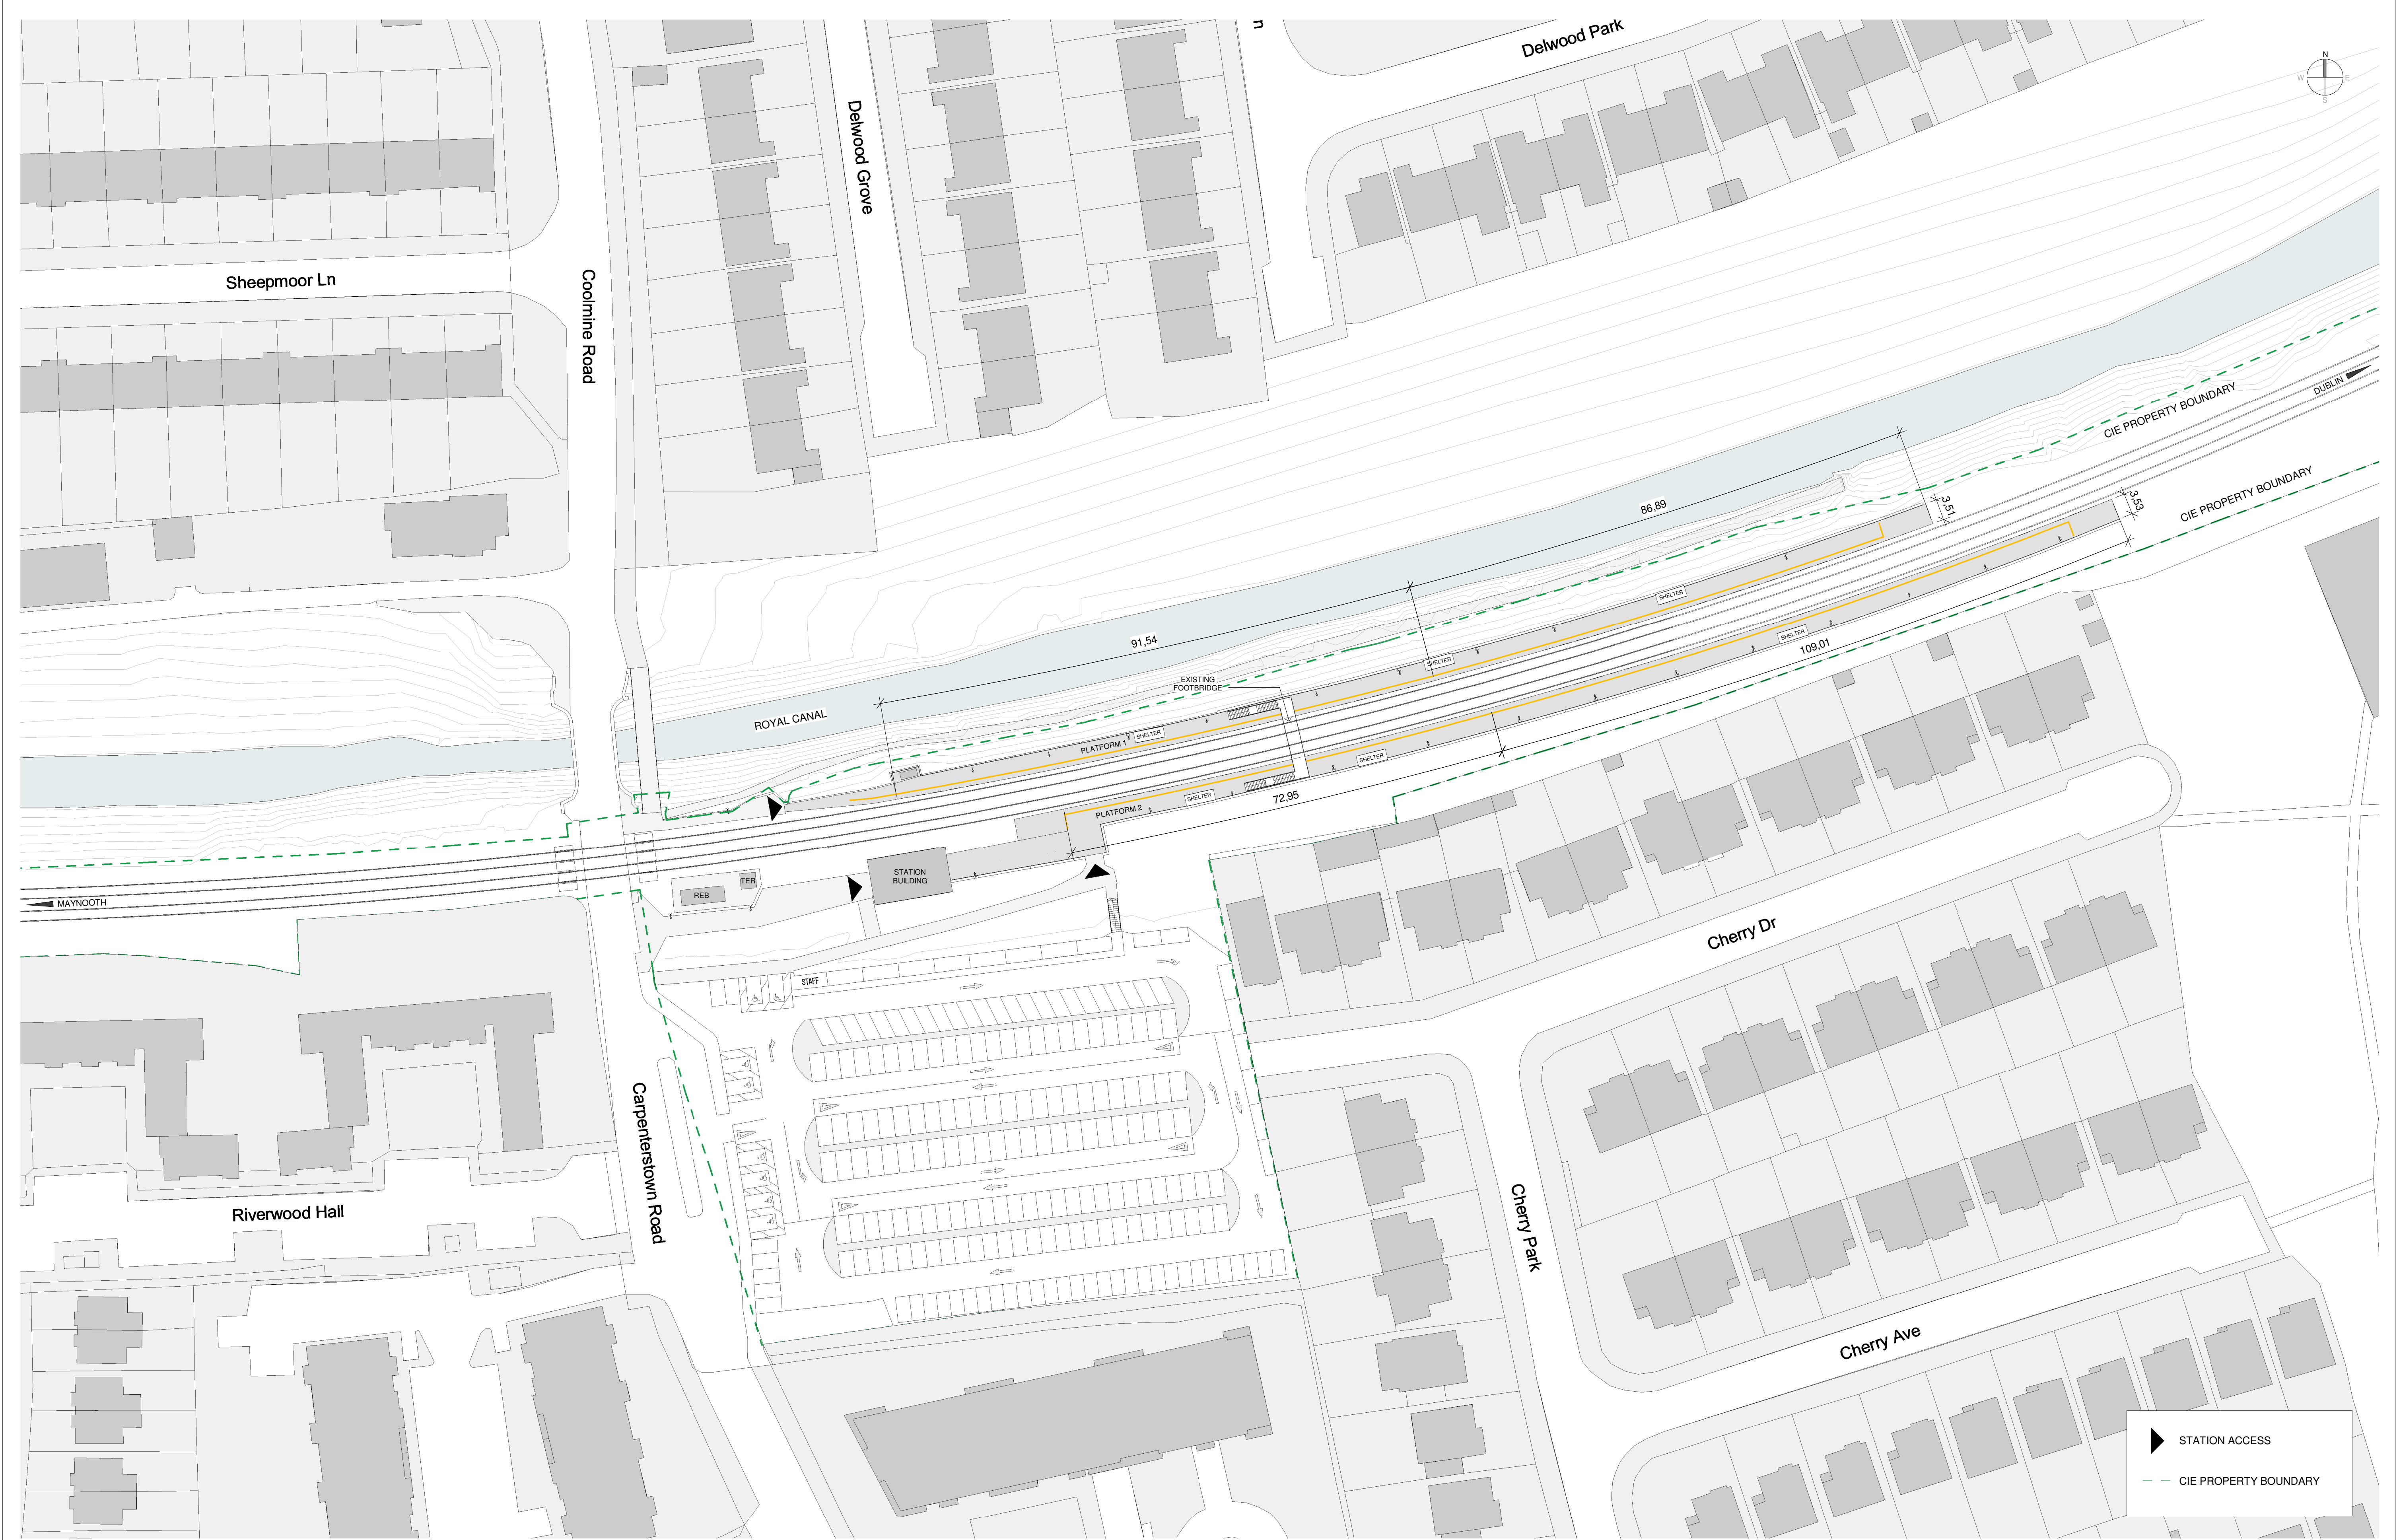 n
Delwood Park
N
W
E
S
Delwood Grove
Sheepmoor Ln
Coolmine Road
DUBLIN
CIE PROPERTY BOUNDARY
CIE PROPERTY BOUNDARY
86,89
3,51
3,53
SHELTER
91,54
SHELTER
109,01
SHELTER
EXISTING
FOOTBRIDGE
ROYAL CANAL
PLATFORM 1
SHELTER
SHELTER
72,95
SHELTER
PLATFORM 2
STATION
BUILDING
TER
REB
MAYNOOTH
Cherry Dr
STAFF
Carpenterstown Road
Riverwood Hall
Cherry Park
Cherry Ave
STATION ACCESS
CIE PROPERTY BOUNDARY